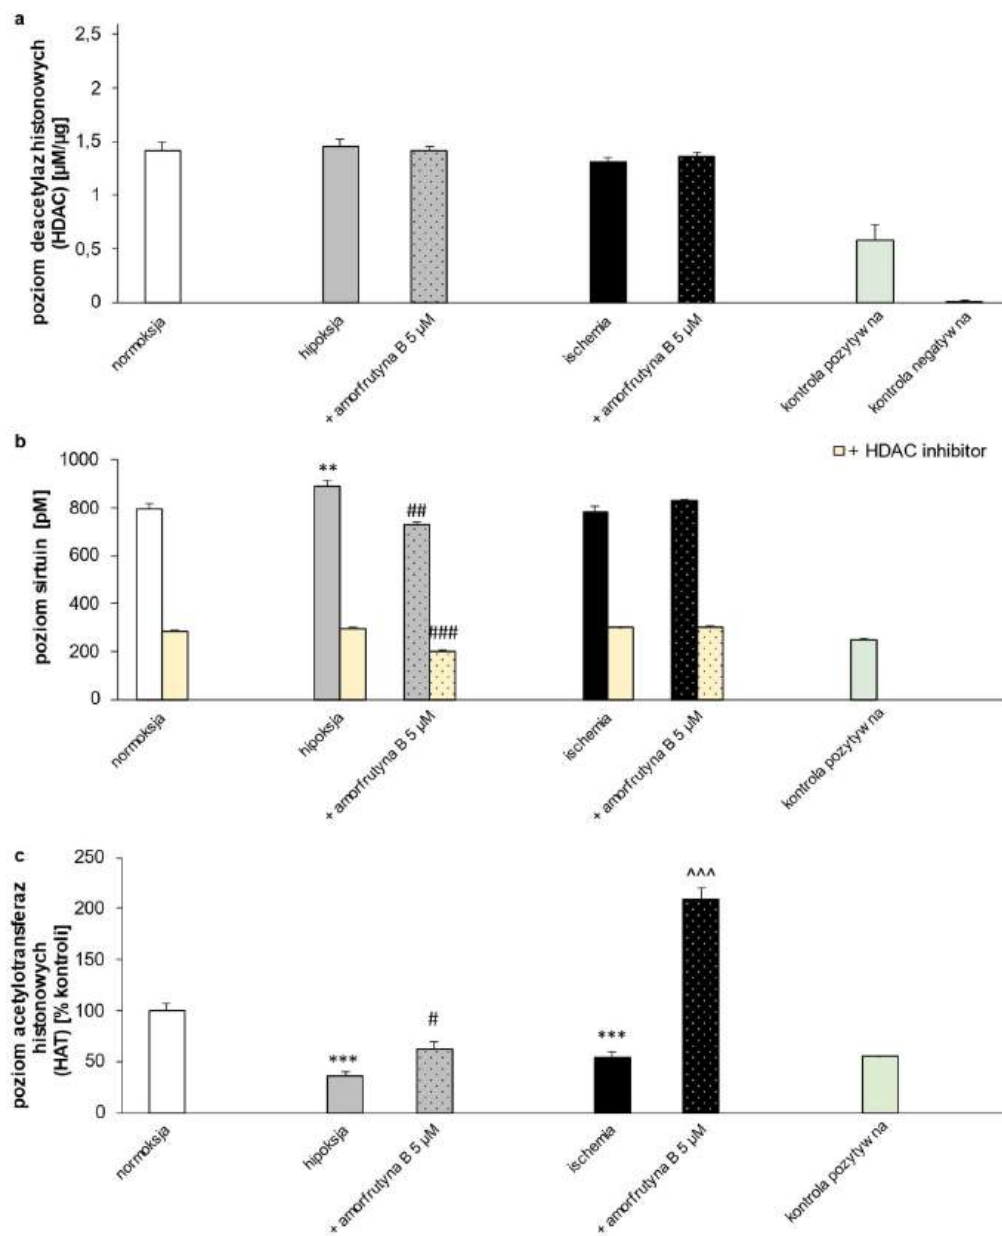 a
poziom deacetylaz histonowych
(HDAC) [µM/µg]
2,5
2
1,5
1
0,5
0
normoksja
hipoksja
+ amorfrutyna B 5 µM
ischemia
+ amorfrutyna B 5 µM
kontrola pozytywna
kontrola negatywna
b
+ HDAC inhibitor
poziom sirtuin [pM]
1000
800
600
400
200
0
**
##
###
normoksja
hipoksja
+ amorfrutyna B 5 µM
ischemia
+ amorfrutyna B 5 µM
kontrola pozytywna
c
poziom acetylotransferaz
histonowych
(HAT) [% kontroli]
250
200
150
100
50
0
***
#
***
^^^
normoksja
hipoksja
+ amorfrutyna B 5 µM
ischemia
+ amorfrutyna B 5 µM
kontrola pozytywna